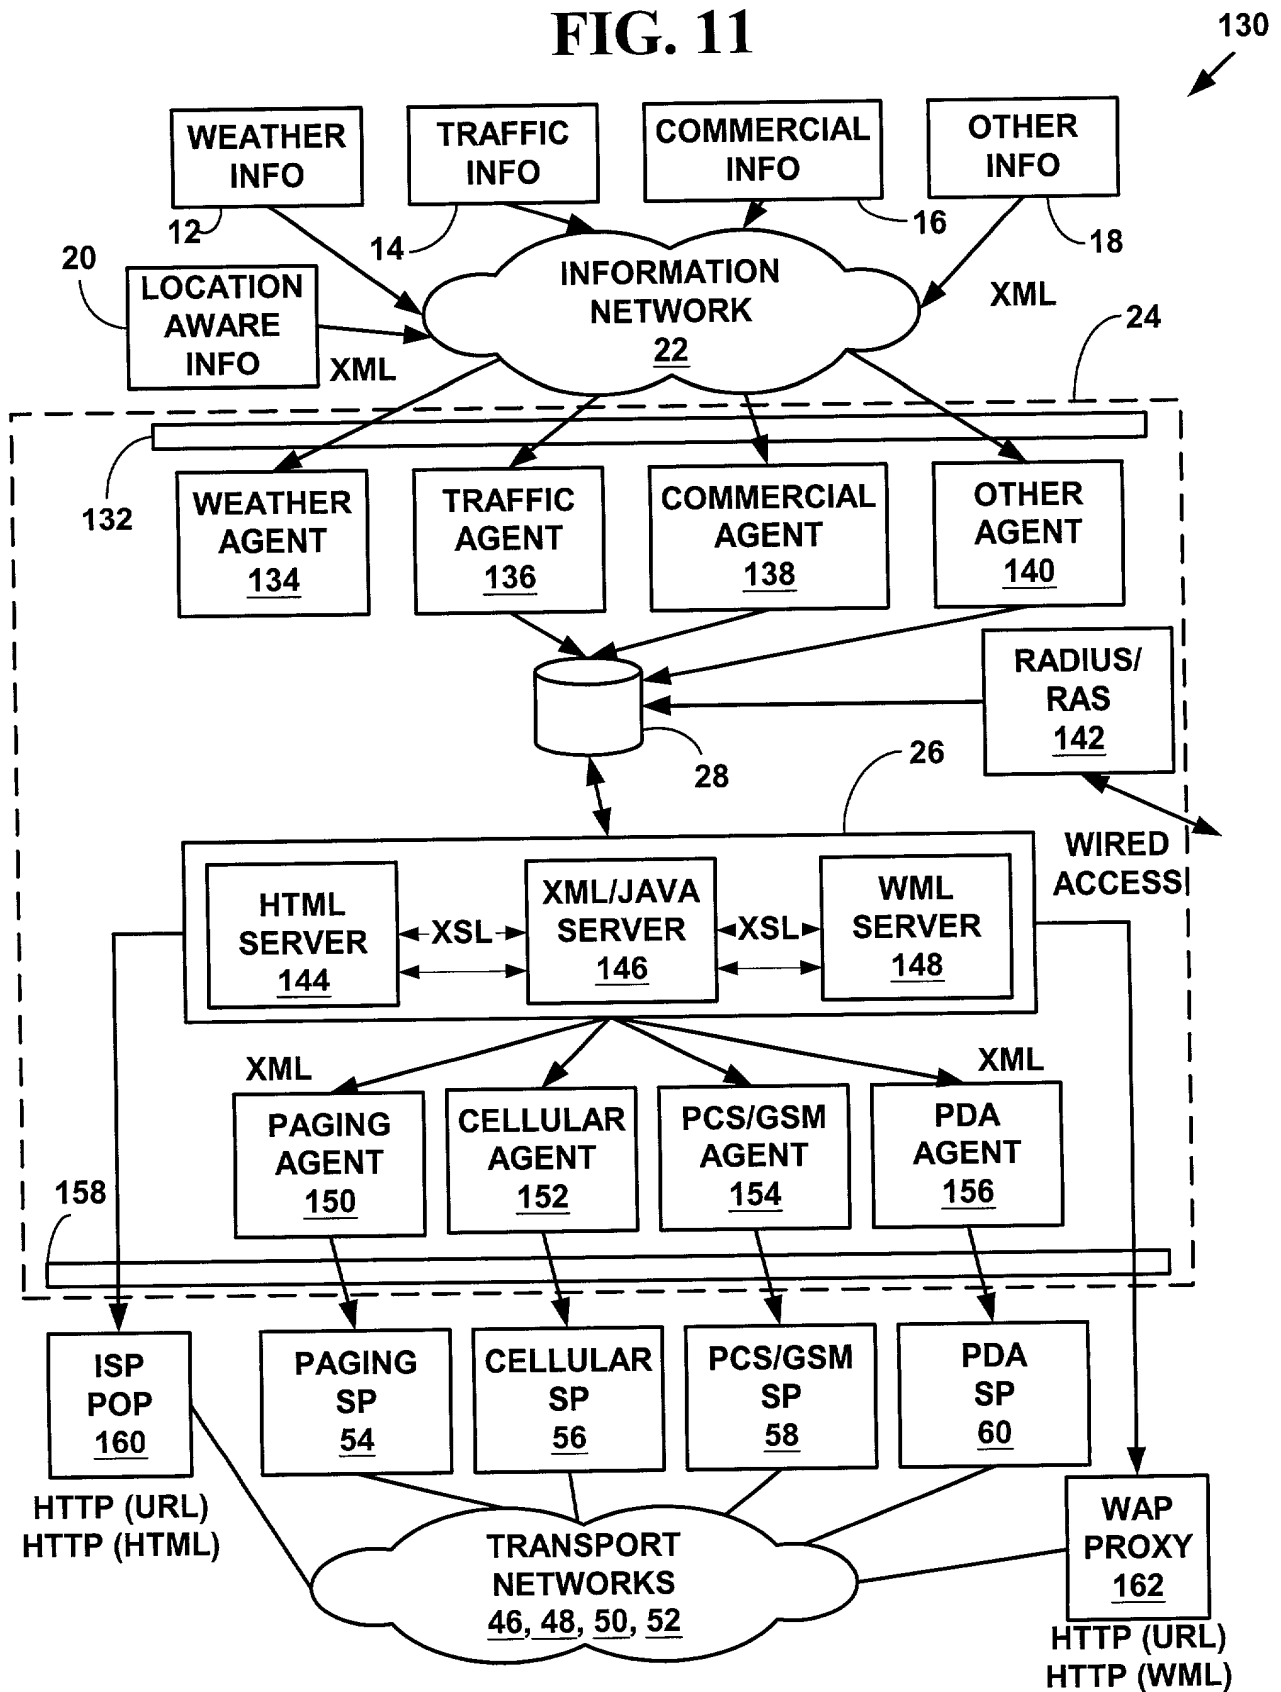 FIG. 11
130
WEATHER
INFO
TRAFFIC
INFO
COMMERCIAL
INFO
OTHER
INFO
12
14
16
18
20
LOCATION
AWARE
INFO
XML
INFORMATION
NETWORK
22
XML
24
132
WEATHER
AGENT
134
TRAFFIC
AGENT
136
COMMERCIAL
AGENT
138
OTHER
AGENT
140
RADIUS/
RAS
142
28
26
WIRED
ACCESS
HTML
SERVER
144
XSL
XML/JAVA
SERVER
146
XSL
WML
SERVER
148
XML
XML
PAGING
AGENT
150
CELLULAR
AGENT
152
PCS/GSM
AGENT
154
PDA
AGENT
156
158
ISP
POP
160
PAGING
SP
54
CELLULAR
SP
56
PCS/GSM
SP
58
PDA
SP
60
HTTP (URL)
HTTP (HTML)
TRANSPORT
NETWORKS
46, 48, 50, 52
WAP
PROXY
162
HTTP (URL)
HTTP (WML)